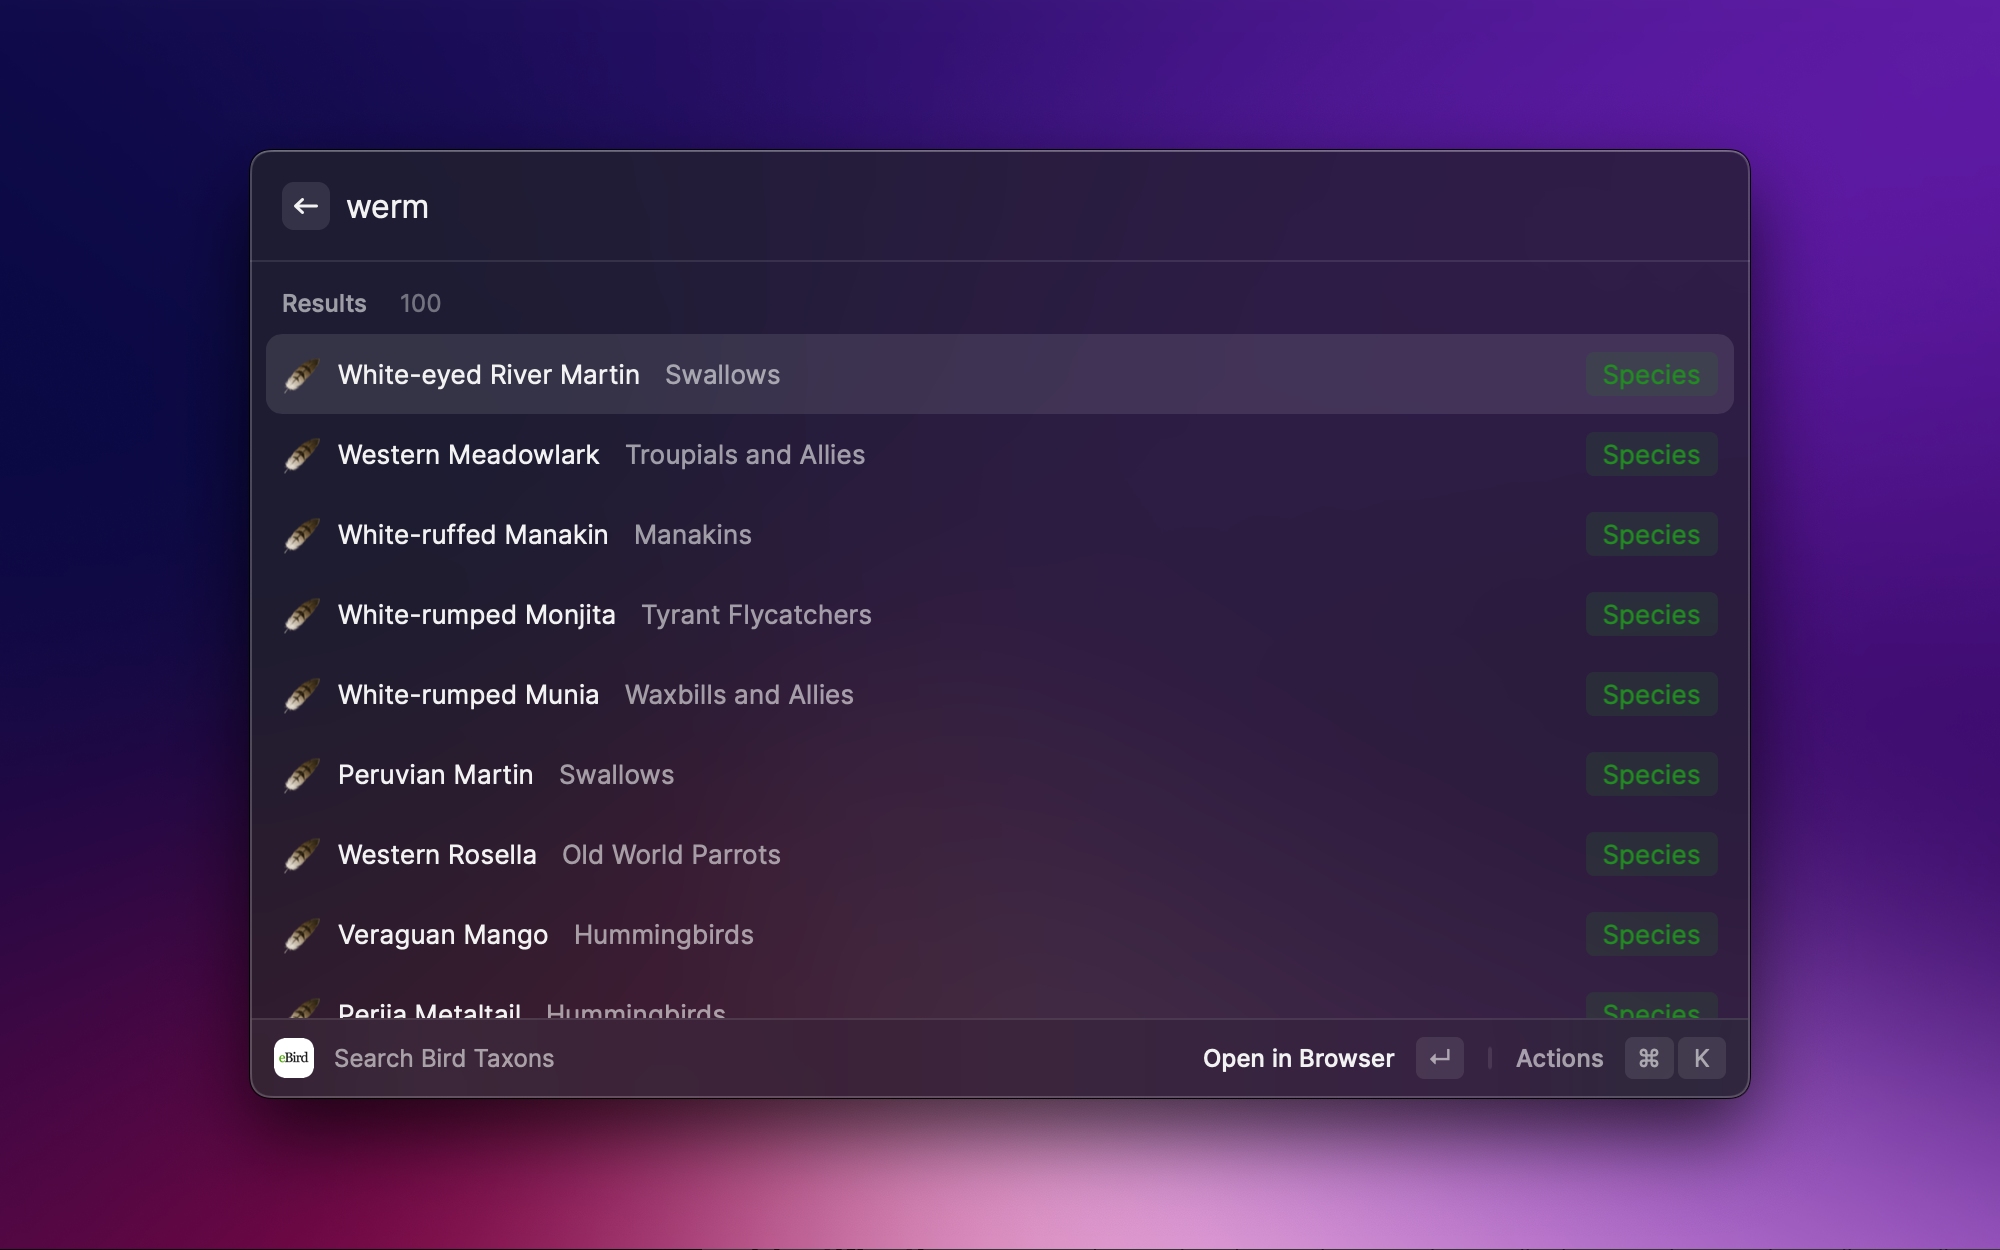 werm
Results 100
White-eyed River Martin Swallows Species
Western Meadowlark Troupials and Allies Species
White-ruffed Manakin Manakins Species
White-rumped Monjita Tyrant Flycatchers Species
White-rumped Munia Waxbills and Allies Species
Peruvian Martin Swallows Species
Western Rosella Old World Parrots Species
Veraguan Mango Hummingbirds Species
Perija Metaltail Hummingbirds Species
eBird Search Bird Taxons Open in Browser ↵ | Actions ⌘ K